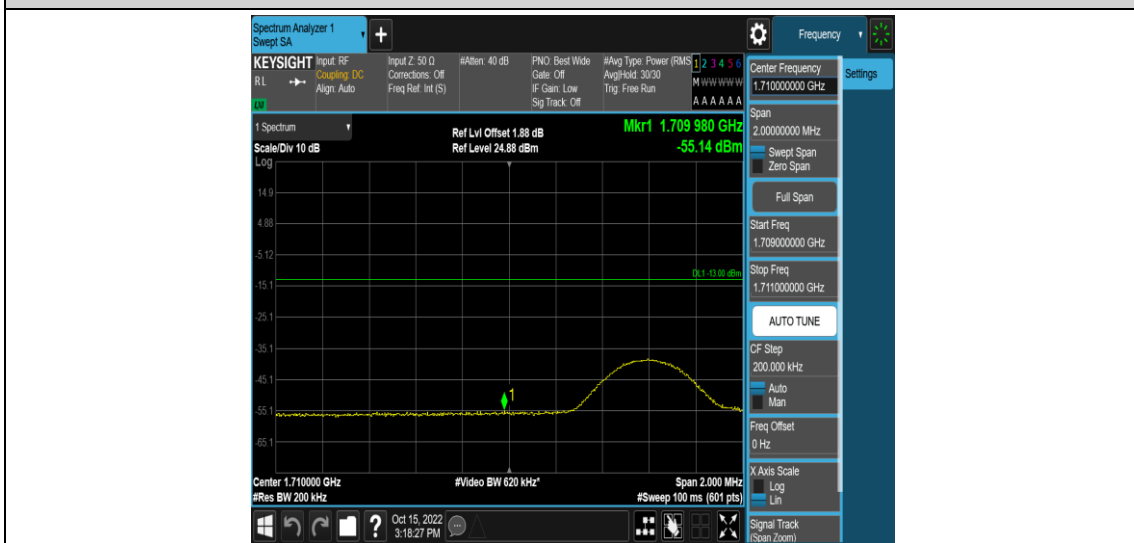 Spectrum Analyzer 1
Swept SA
Frequency
KEYSIGHT
RL
Input: RF
Coupling: DC
Align: Auto
Input Z: 50 Ω
Corrections: Off
Freq Ref: Int (S)
#Atten: 40 dB
PNO: Best Wide
Gate: Off
IF Gain: Low
Sig Track: Off
#Avg Type: Power (RMS
Avg|Hold: 30/30
Trig: Free Run
1 2 3 4 5 6
M W W W W W
A A A A A A
1 Spectrum
Scale/Div 10 dB
Ref Lvl Offset 1.88 dB
Ref Level 24.88 dBm
Mkr1 1.709 980 GHz
-55.14 dBm
Log
14.9
4.88
-5.12
DL1 -13.00 dBm
-15.1
-25.1
-35.1
-45.1
1
-55.1
-65.1
Center 1.710000 GHz
#Video BW 620 kHz*
Span 2.000 MHz
#Res BW 200 kHz
#Sweep 100 ms (601 pts)
?
Oct 15, 2022
3:18:27 PM
Center Frequency
1.710000000 GHz
Settings
Span
2.00000000 MHz
Swept Span
Zero Span
Full Span
Start Freq
1.709000000 GHz
Stop Freq
1.711000000 GHz
AUTO TUNE
CF Step
200.000 kHz
Auto
Man
Freq Offset
0 Hz
X Axis Scale
Log
Lin
Signal Track
(Span Zoom)